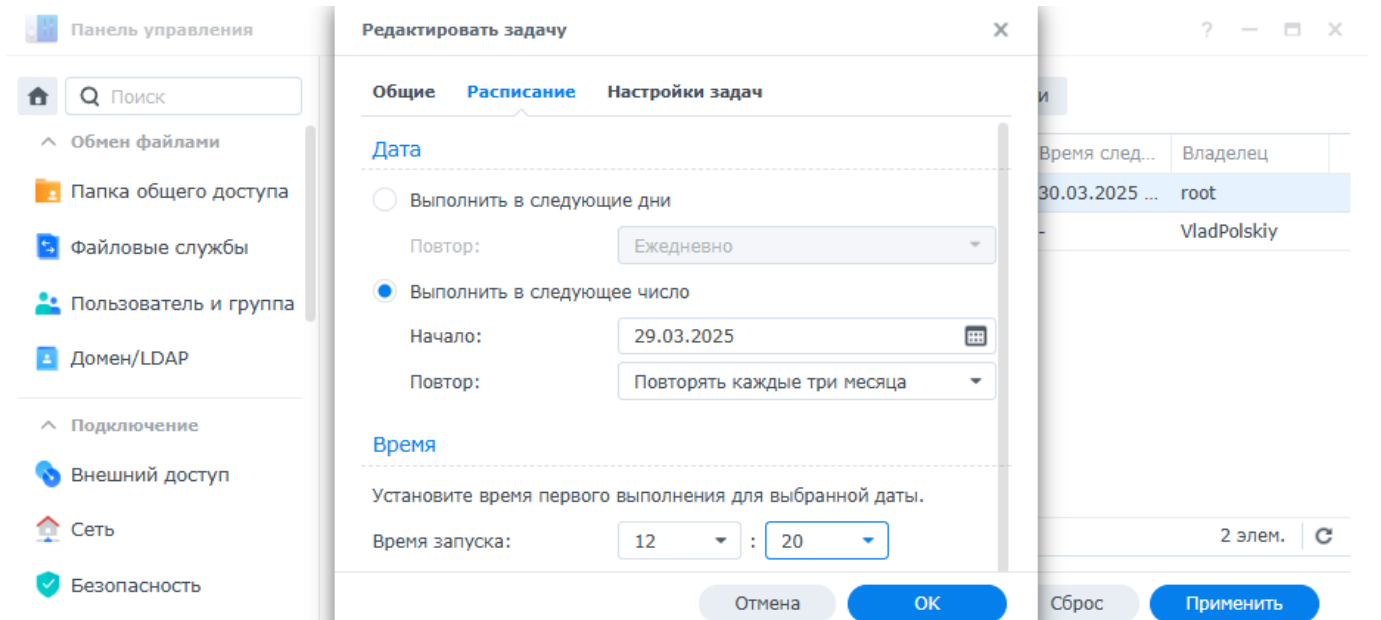 Панель управления
Поиск
Обмен файлами
Папка общего доступа
Файловые службы
Пользователь и группа
Домен/LDAP
Подключение
Внешний доступ
Сеть
Безопасность
Редактировать задачу
Общие Расписание Настройки задач
Дата
Выполнить в следующие дни
Повтор: Ежедневно
Выполнить в следующее число
Начало: 29.03.2025
Повтор: Повторять каждые три месяца
Время
Установите время первого выполнения для выбранной даты.
Время запуска: 12 : 20
Отмена OK
?
и
Время след... Владелец
30.03.2025 ... root
- VladPolskiy
2 элем.
Сброс Применить